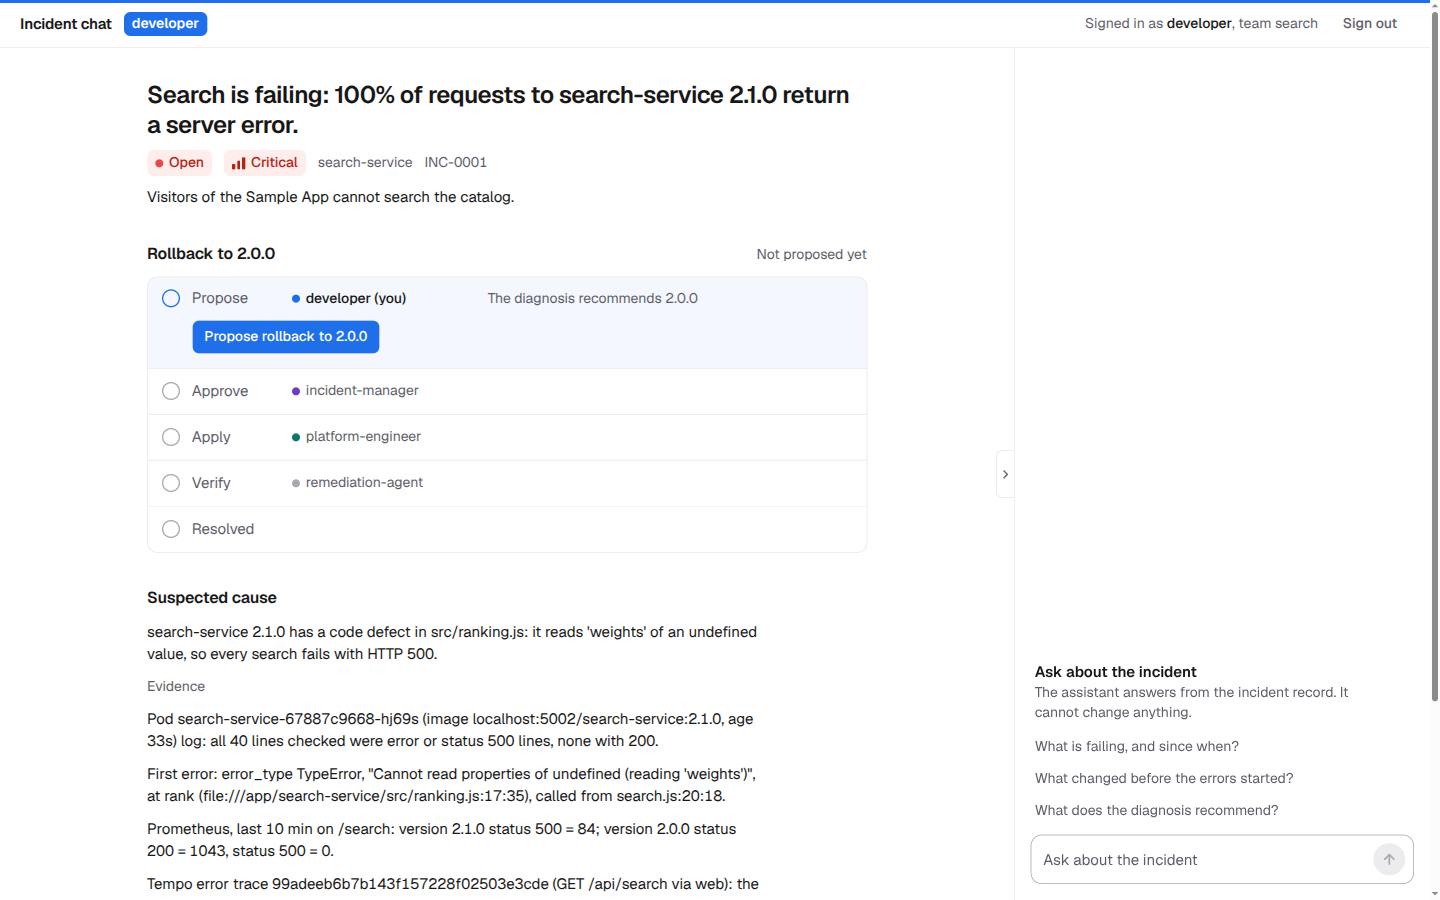 Incident chat developer
Signed in as developer, team search Sign out
Search is failing: 100% of requests to search-service 2.1.0 return
a server error.
Open Critical search-service INC-0001
Visitors of the Sample App cannot search the catalog.
Rollback to 2.0.0 Not proposed yet
Propose developer (you) The diagnosis recommends 2.0.0
Propose rollback to 2.0.0
Approve incident-manager
Apply platform-engineer
Verify remediation-agent
Resolved
Suspected cause
search-service 2.1.0 has a code defect in src/ranking.js: it reads 'weights' of an undefined
value, so every search fails with HTTP 500.
Evidence
Pod search-service-67887c9668-hj69s (image localhost:5002/search-service:2.1.0, age
33s) log: all 40 lines checked were error or status 500 lines, none with 200.
First error: error_type TypeError, "Cannot read properties of undefined (reading 'weights')",
at rank (file:///app/search-service/src/ranking.js:17:35), called from search.js:20:18.
Prometheus, last 10 min on /search: version 2.1.0 status 500 = 84; version 2.0.0 status
200 = 1043, status 500 = 0.
Tempo error trace 99adeeb6b7b143f157228f02503e3cde (GET /api/search via web): the
Ask about the incident
The assistant answers from the incident record. It
cannot change anything.
What is failing, and since when?
What changed before the errors started?
What does the diagnosis recommend?
Ask about the incident